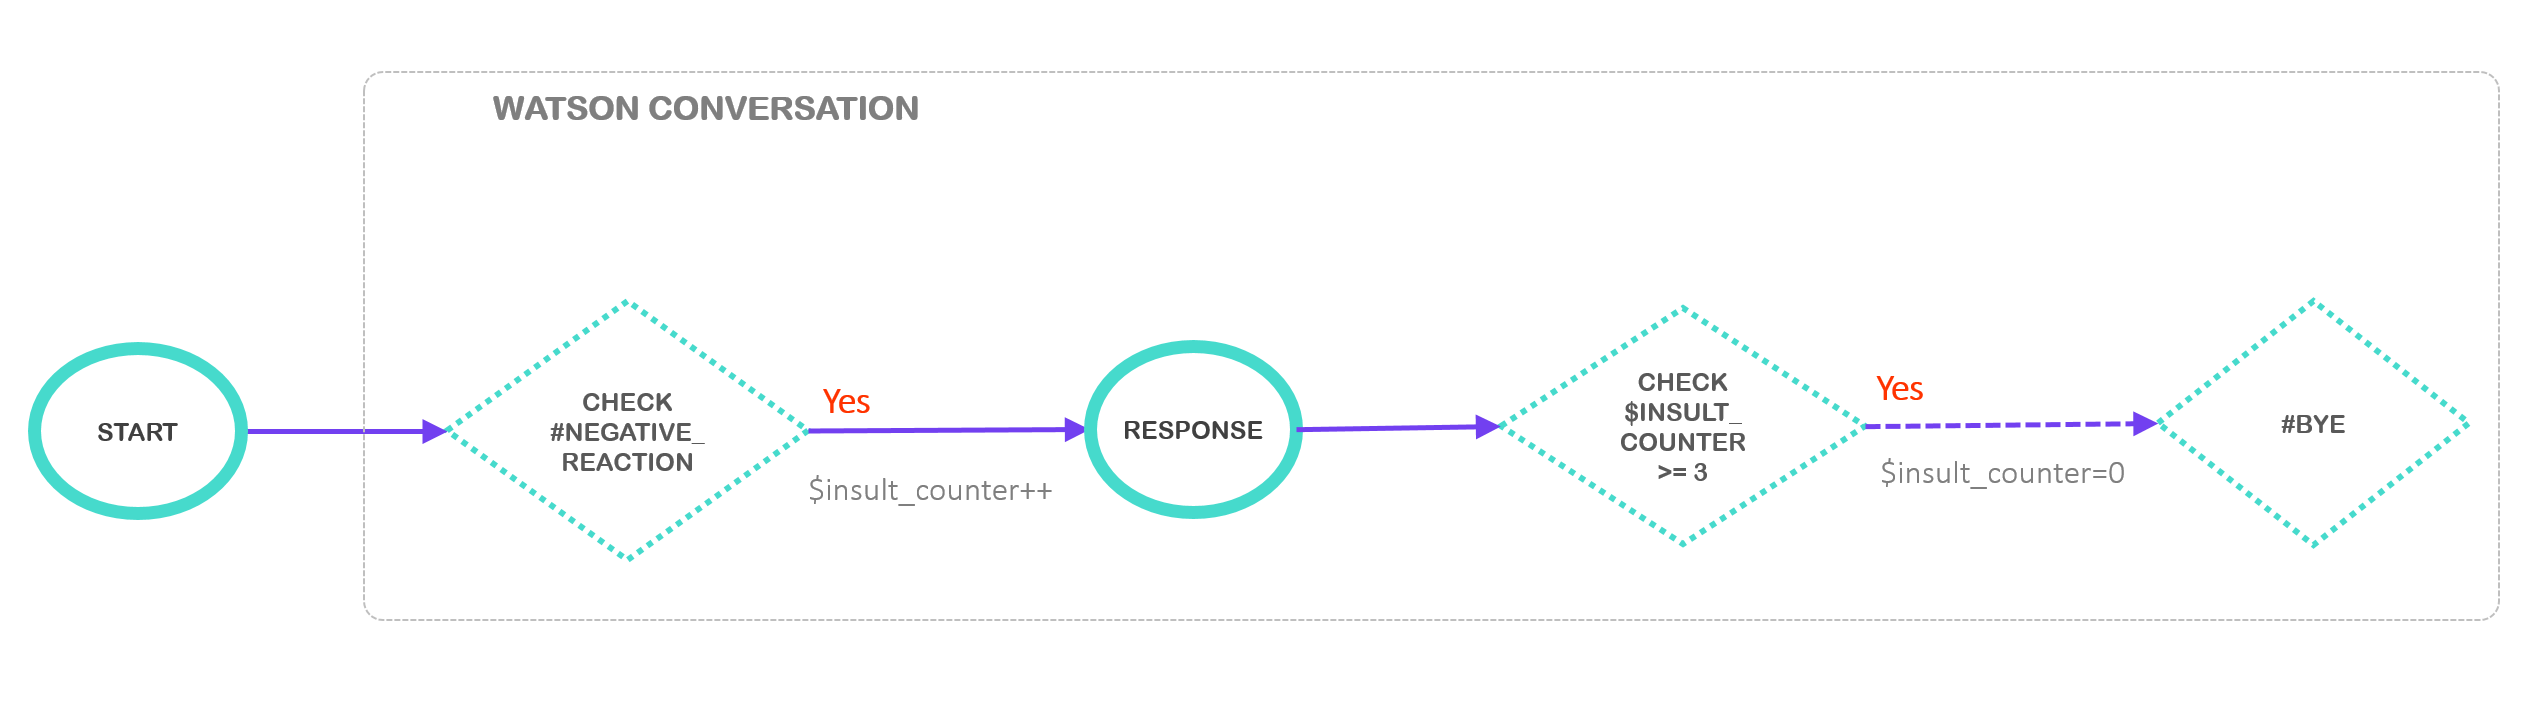 WATSON CONVERSATION
START
CHECK
#NEGATIVE_
REACTION
Yes
$insult_counter++
RESPONSE
CHECK
$INSULT_
COUNTER
>= 3
Yes
$insult_counter=0
#BYE